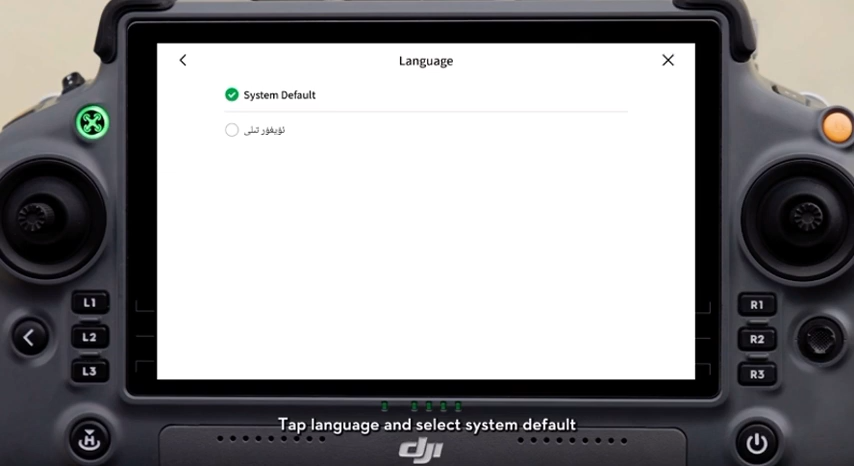 Language
System Default
ئۇيغۇر تىلى
L1
L2
L3
R1
R2
R3
H
Tap language and select system default
dji